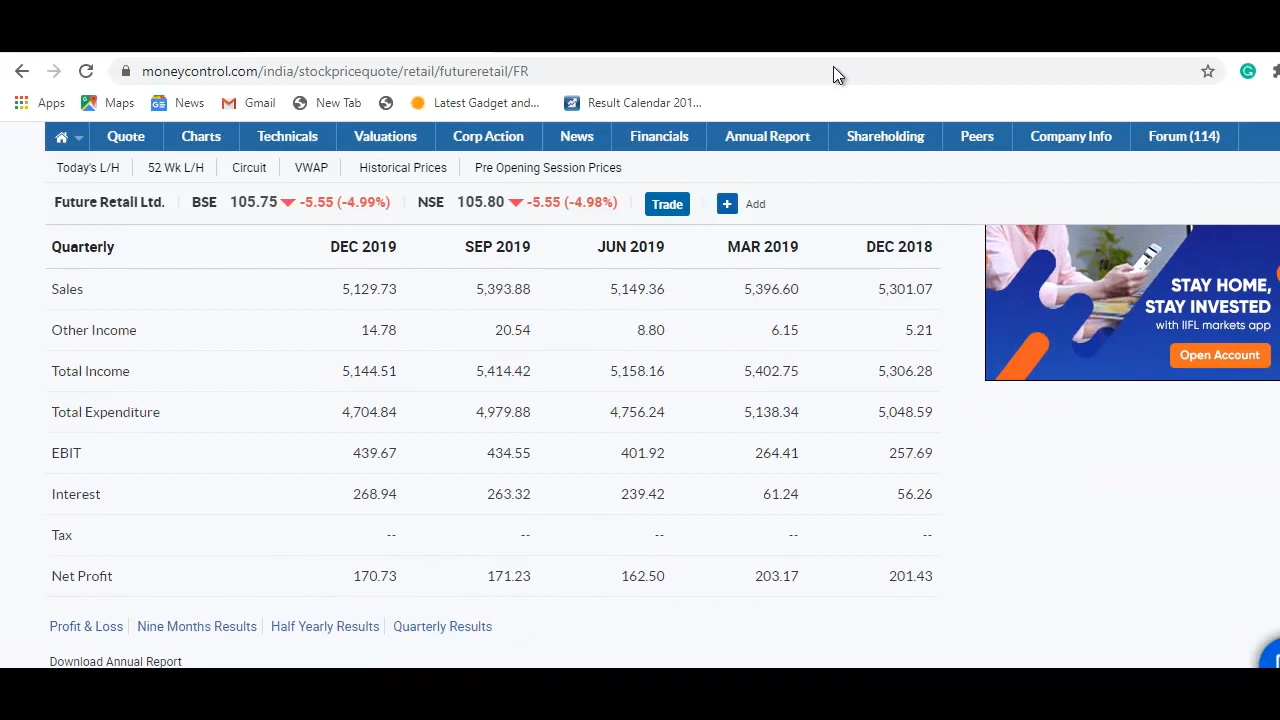 moneycontrol.com/india/stockpricequote/retail/futureretail/FR
Apps Maps News Gmail New Tab Latest Gadget and... Result Calendar 201...
Quote Charts Technicals Valuations Corp Action News Financials Annual Report Shareholding Peers Company Info Forum (114)
Today's L/H 52 Wk L/H Circuit VWAP Historical Prices Pre Opening Session Prices
Future Retail Ltd. BSE 105.75 -5.55 (-4.99%) NSE 105.80 -5.55 (-4.98%) Trade + Add
Quarterly DEC 2019 SEP 2019 JUN 2019 MAR 2019 DEC 2018
Sales 5,129.73 5,393.88 5,149.36 5,396.60 5,301.07
Other Income 14.78 20.54 8.80 6.15 5.21
Total Income 5,144.51 5,414.42 5,158.16 5,402.75 5,306.28
Total Expenditure 4,704.84 4,979.88 4,756.24 5,138.34 5,048.59
EBIT 439.67 434.55 401.92 264.41 257.69
Interest 268.94 263.32 239.42 61.24 56.26
Tax -- -- -- -- --
Net Profit 170.73 171.23 162.50 203.17 201.43
Profit & Loss Nine Months Results Half Yearly Results Quarterly Results
Download Annual Report
STAY HOME,
STAY INVESTED
with IIFL markets app
Open Account